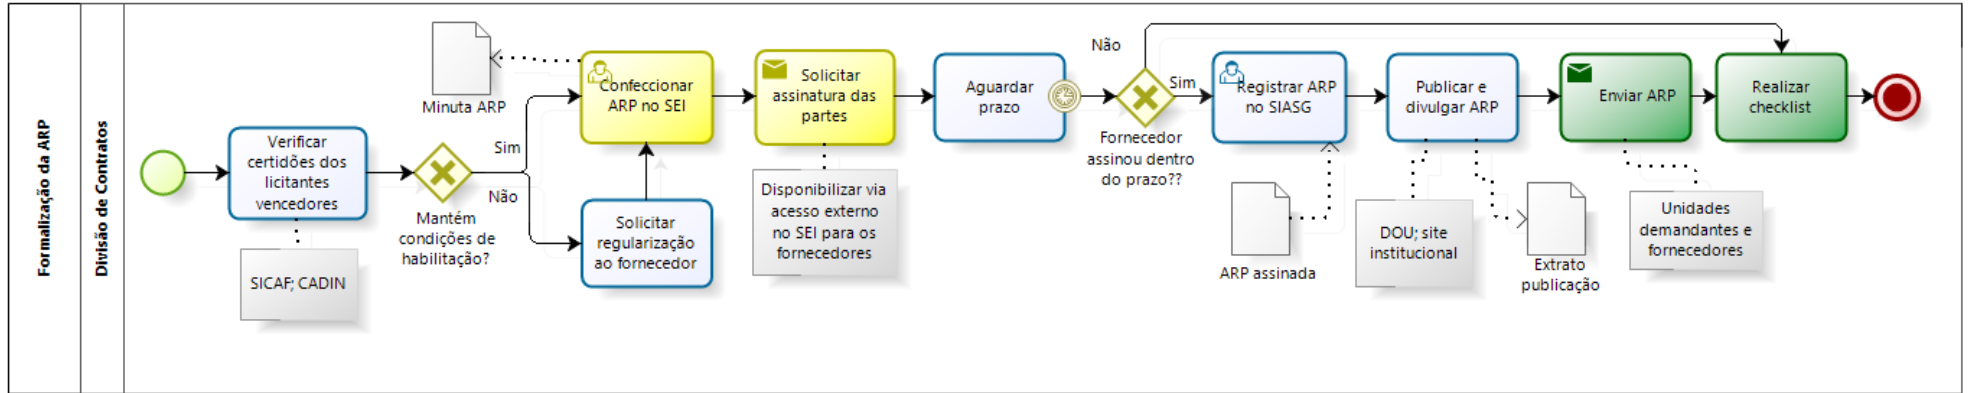 Formalização da ARP
Divisão de Contratos
Verificar
certidões dos
licitantes
vencedores
SICAF; CADIN
Mantém
condições de
habilitação?
Sim
Não
Minuta ARP
Confeccionar
ARP no SEI
Solicitar
regularização
ao fornecedor
Solicitar
assinatura das
partes
Disponibilizar via
acesso externo
no SEI para os
fornecedores
Aguardar
prazo
Não
Sim
Fornecedor
assinou dentro
do prazo??
Registrar ARP
no SIASG
ARP assinada
Publicar e
divulgar ARP
DOU; site
institucional
Extrato
publicação
Enviar ARP
Unidades
demandantes e
fornecedores
Realizar
checklist